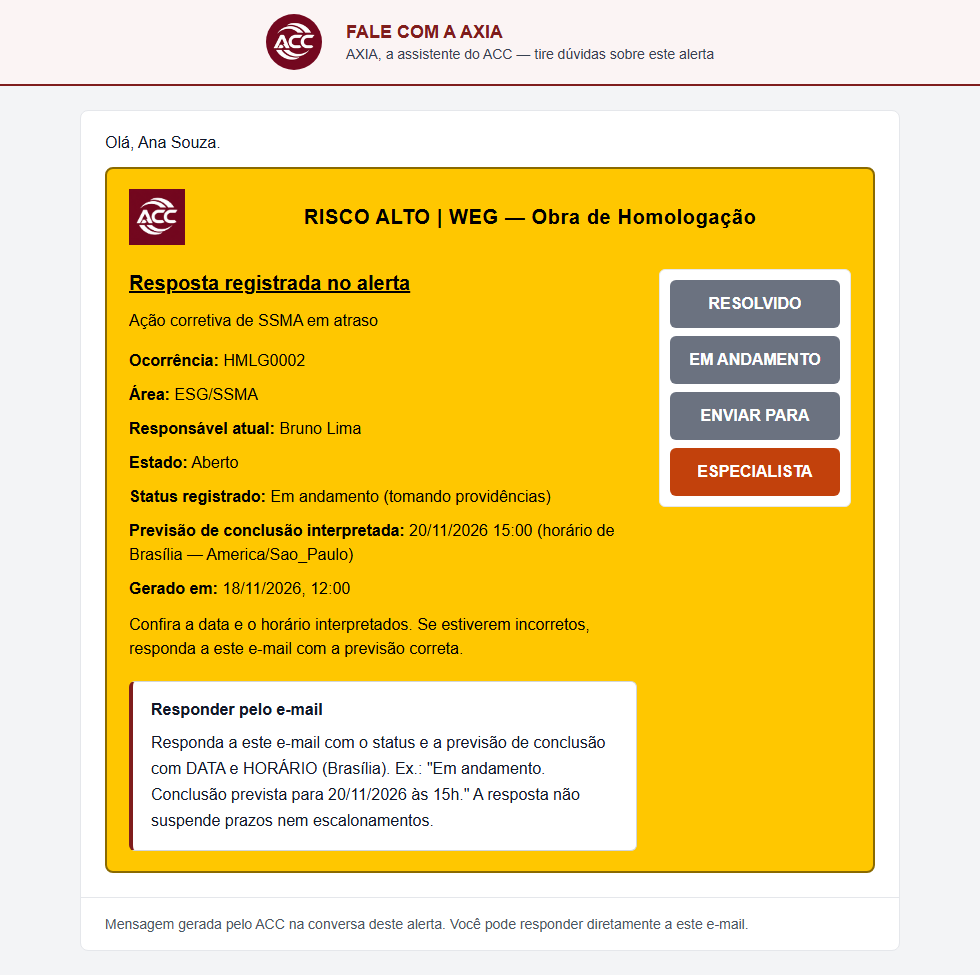 ACC
FALE COM A AXIA
AXIA, a assistente do ACC — tire dúvidas sobre este alerta
Olá, Ana Souza.
ACC
RISCO ALTO | WEG — Obra de Homologação
Resposta registrada no alerta
Ação corretiva de SSMA em atraso
Ocorrência: HMLG0002
Área: ESG/SSMA
Responsável atual: Bruno Lima
Estado: Aberto
Status registrado: Em andamento (tomando providências)
Previsão de conclusão interpretada: 20/11/2026 15:00 (horário de
Brasília — America/Sao_Paulo)
Gerado em: 18/11/2026, 12:00
Confira a data e o horário interpretados. Se estiverem incorretos,
responda a este e-mail com a previsão correta.
Responder pelo e-mail
Responda a este e-mail com o status e a previsão de conclusão
com DATA e HORÁRIO (Brasília). Ex.: "Em andamento.
Conclusão prevista para 20/11/2026 às 15h." A resposta não
suspende prazos nem escalonamentos.
RESOLVIDO
EM ANDAMENTO
ENVIAR PARA
ESPECIALISTA
Mensagem gerada pelo ACC na conversa deste alerta. Você pode responder diretamente a este e-mail.